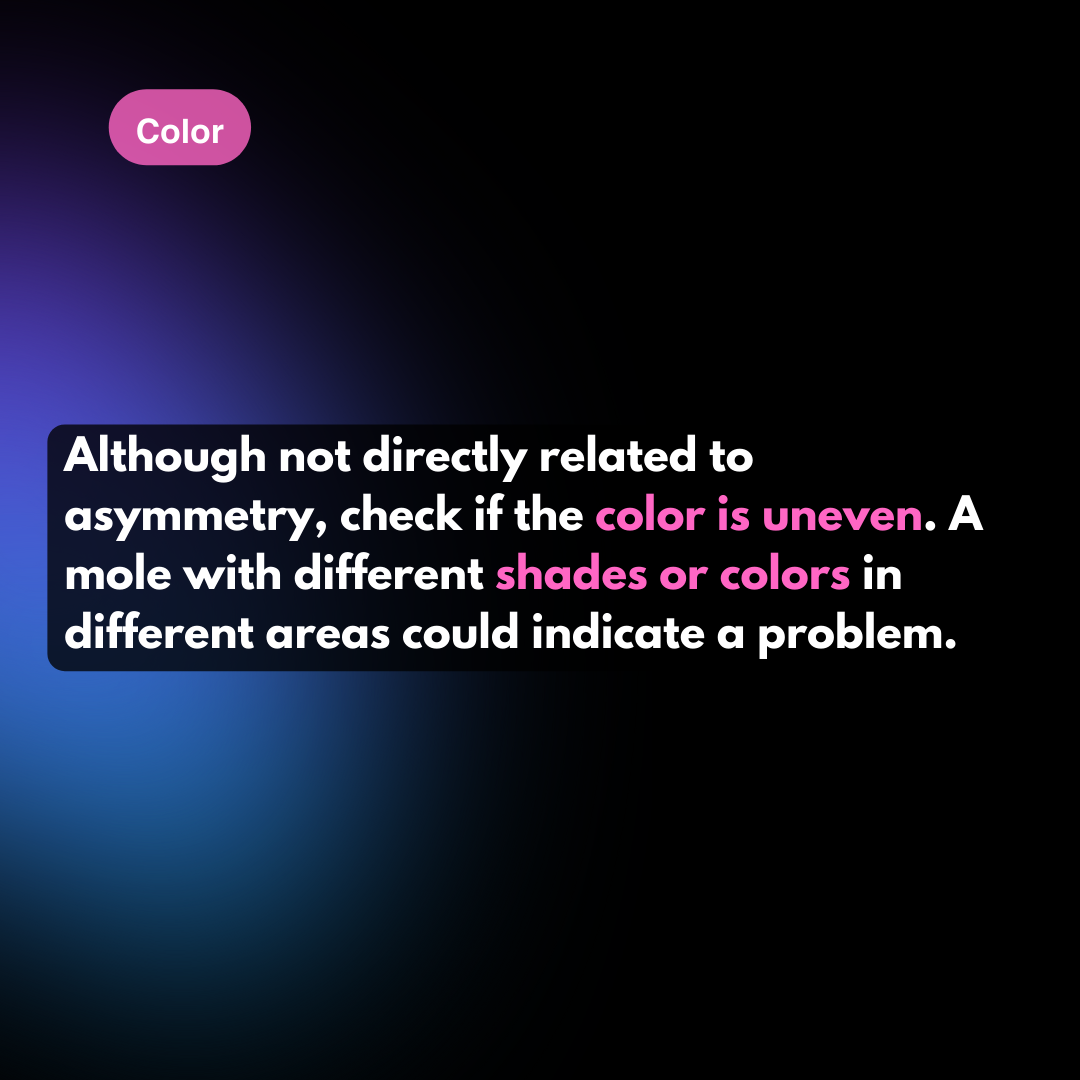 Color
Although not directly related to
asymmetry, check if the color is uneven. A
mole with different shades or colors in
different areas could indicate a problem.